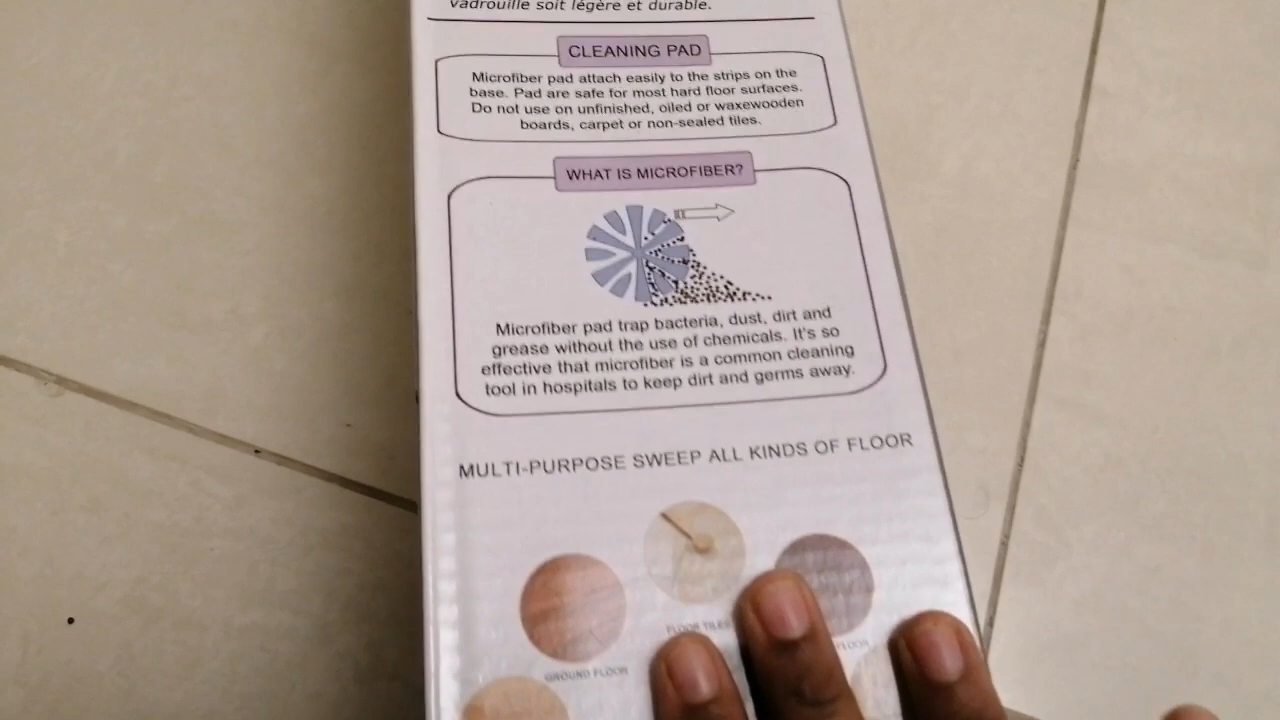 vadrouille soit légère et durable.
CLEANING PAD
Microfiber pad attach easily to the strips on the
base. Pad are safe for most hard floor surfaces.
Do not use on unfinished, oiled or waxewooden
boards, carpet or non-sealed tiles.
WHAT IS MICROFIBER?
Microfiber pad trap bacteria, dust, dirt and
grease without the use of chemicals. It's so
effective that microfiber is a common cleaning
tool in hospitals to keep dirt and germs away.
MULTI-PURPOSE SWEEP ALL KINDS OF FLOOR
FLOOR TILES
FLOOR
GROUND FLOOR